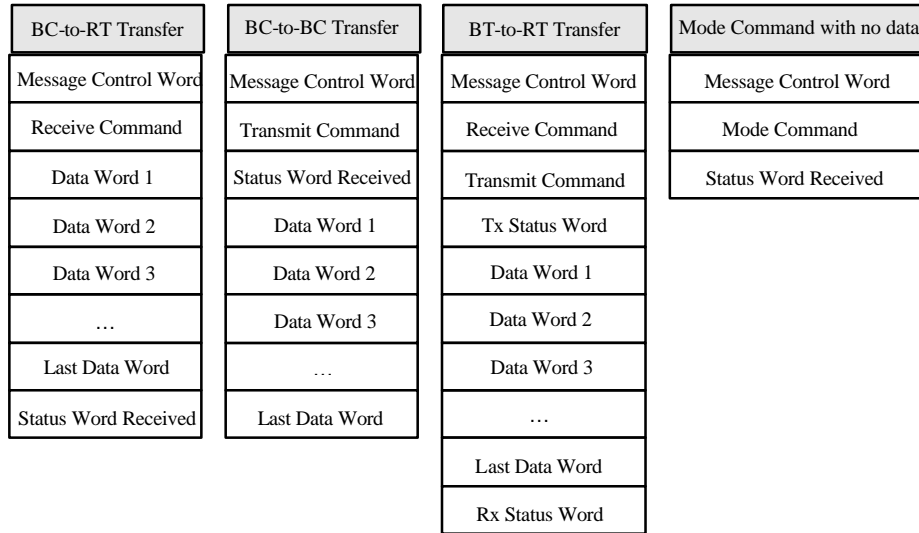 BC-to-RT Transfer
Message Control Word
Receive Command
Data Word 1
Data Word 2
Data Word 3
…
Last Data Word
Status Word Received
BC-to-BC Transfer
Message Control Word
Transmit Command
Status Word Received
Data Word 1
Data Word 2
Data Word 3
…
Last Data Word
BT-to-RT Transfer
Message Control Word
Receive Command
Transmit Command
Tx Status Word
Data Word 1
Data Word 2
Data Word 3
…
Last Data Word
Rx Status Word
Mode Command with no data
Message Control Word
Mode Command
Status Word Received